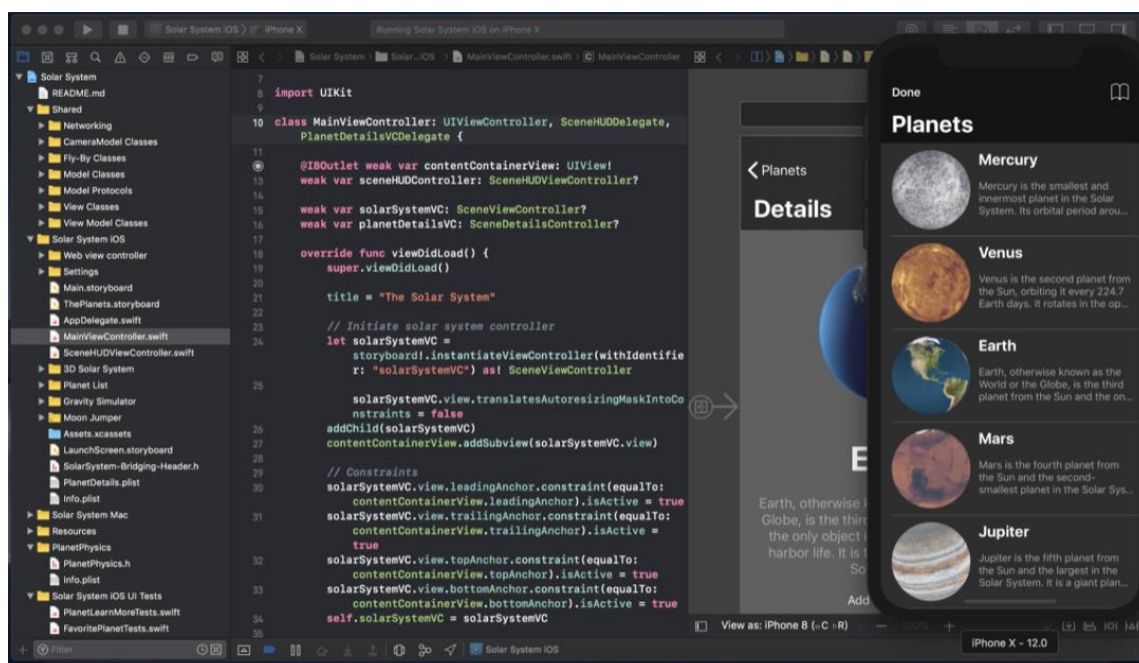 Solar System iOS
iPhone X
Running Solar System iOS on iPhone X
Solar System
README.md
Shared
Networking
CameraModel Classes
Fly-By Classes
Model Classes
Model Protocols
View Classes
View Model Classes
Solar System iOS
Web view controller
Settings
Main.storyboard
ThePlanets.storyboard
AppDelegate.swift
MainViewController.swift
SceneHUDViewController.swift
3D Solar System
Planet List
Gravity Simulator
Moon Jumper
Assets.xcassets
LaunchScreen.storyboard
SolarSystem-Bridging-Header.h
PlanetDetails.plist
Info.plist
Solar System Mac
Resources
PlanetPhysics
PlanetPhysics.h
Info.plist
Solar System iOS UI Tests
PlanetLearnMoreTests.swift
FavoritePlanetTests.swift
Filter
Solar System
Solar...iOS
MainViewController.swift
C MainViewController
7
8 import UIKit
9
10 class MainViewController: UIViewController, SceneHUDDelegate,
PlanetDetailsVCDelegate {
11
@IBOutlet weak var contentContainerView: UIView!
13 weak var sceneHUDController: SceneHUDViewController?
14
15 weak var solarSystemVC: SceneViewController?
16 weak var planetDetailsVC: SceneDetailsController?
17
18 override func viewDidLoad() {
19 super.viewDidLoad()
20
21 title = "The Solar System"
22
23 // Initiate solar system controller
24 let solarSystemVC =
storyboard!.instantiateViewController(withIdentifie
r: "solarSystemVC") as! SceneViewController
25
solarSystemVC.view.translatesAutoresizingMaskIntoCo
nstraints = false
26 addChild(solarSystemVC)
27 contentContainerView.addSubview(solarSystemVC.view)
28
29 // Constraints
30 solarSystemVC.view.leadingAnchor.constraint(equalTo:
contentContainerView.leadingAnchor).isActive = true
31 solarSystemVC.view.trailingAnchor.constraint(equalTo:
contentContainerView.trailingAnchor).isActive =
true
32 solarSystemVC.view.topAnchor.constraint(equalTo:
contentContainerView.topAnchor).isActive = true
33 solarSystemVC.view.bottomAnchor.constraint(equalTo:
contentContainerView.bottomAnchor).isActive = true
34 self.solarSystemVC = solarSystemVC
35
Solar System iOS
Planets
Details
E
Earth, otherwise
Globe, is the thir
the only object
harbor life. It is
So
Add
View as: iPhone 8 (wC hR)
100%
Done
Planets
Mercury
Mercury is the smallest and
innermost planet in the Solar
System. Its orbital period arou...
Venus
Venus is the second planet from
the Sun, orbiting it every 224.7
Earth days. It rotates in the op...
Earth
Earth, otherwise known as the
World or the Globe, is the third
planet from the Sun and the on...
Mars
Mars is the fourth planet from
the Sun and the second-
smallest planet in the Solar Sys...
Jupiter
Jupiter is the fifth planet from
the Sun and the largest in the
Solar System. It is a giant plan...
iPhone X - 12.0